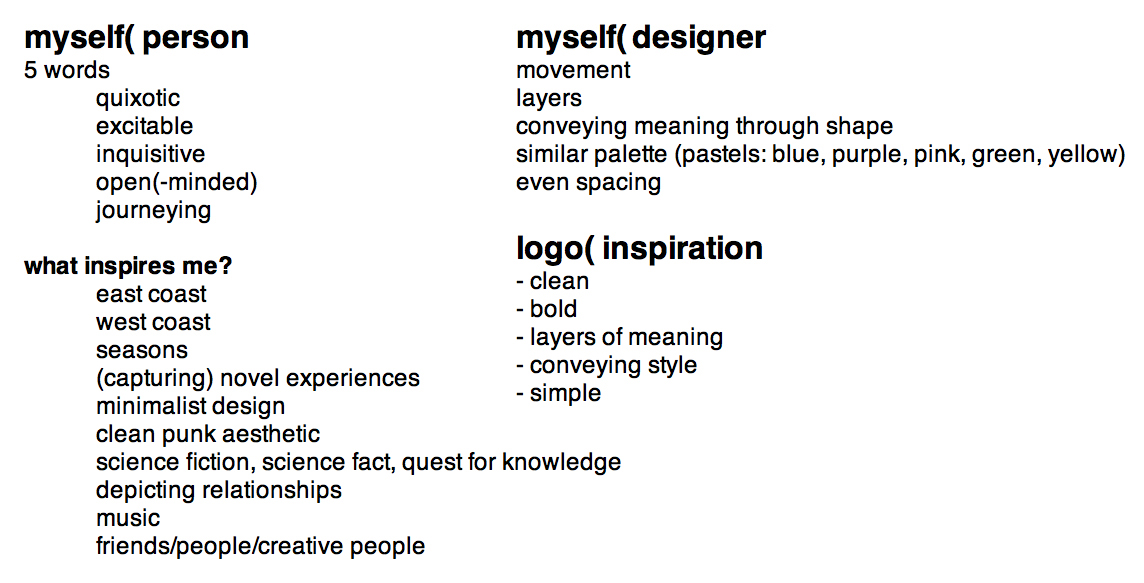 myself( person
5 words
quixotic
excitable
inquisitive
open(-minded)
journeying
what inspires me?
east coast
west coast
seasons
(capturing) novel experiences
minimalist design
clean punk aesthetic
science fiction, science fact, quest for knowledge
depicting relationships
music
friends/people/creative people
myself( designer
movement
layers
conveying meaning through shape
similar palette (pastels: blue, purple, pink, green, yellow)
even spacing
logo( inspiration
- clean
- bold
- layers of meaning
- conveying style
- simple